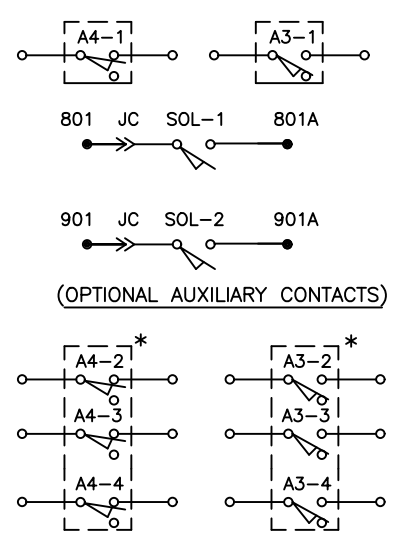 A4-1 A3-1
801 JC SOL-1 801A
901 JC SOL-2 901A
(OPTIONAL AUXILIARY CONTACTS)
* *
A4-2 A3-2
A4-3 A3-3
A4-4 A3-4